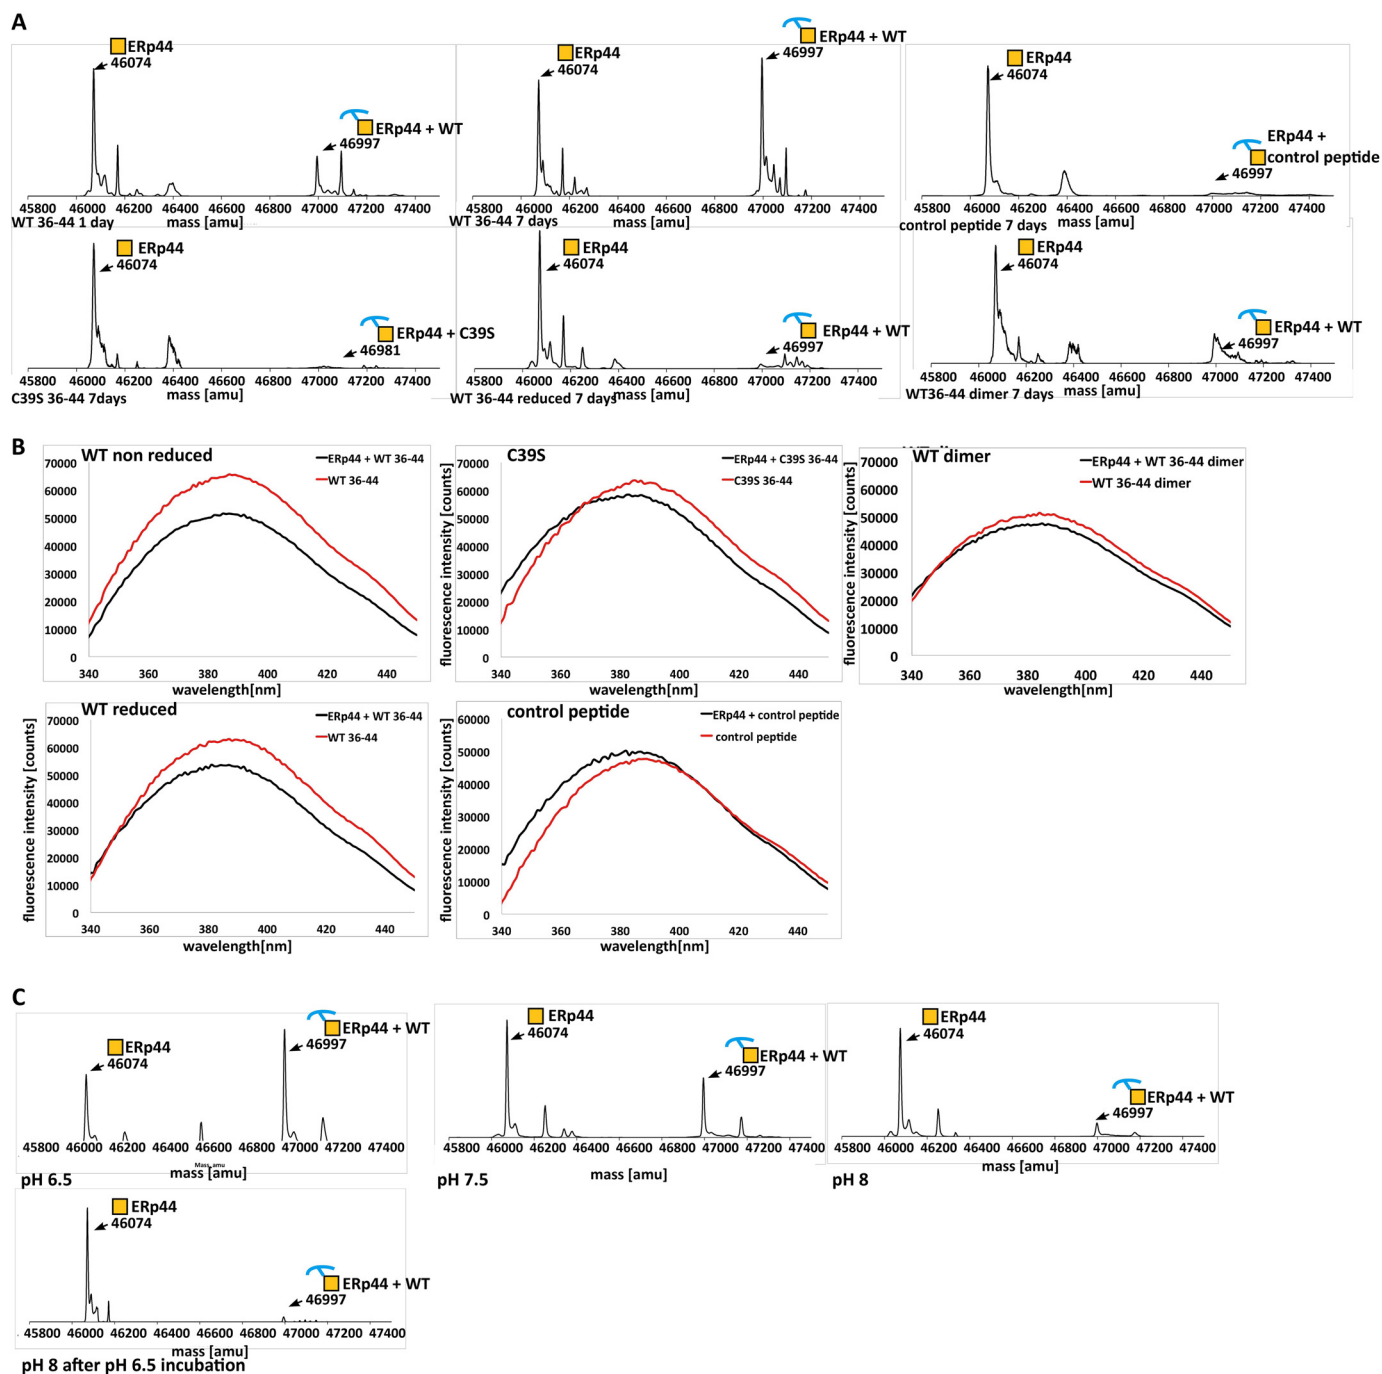 A
ERp44
46074
ERp44 + WT
46997
45800 46000 46200 46400 46600 46800 47000 47200 47400
WT 36-44 1 day
mass [amu]
ERp44
46074
ERp44 + WT
46997
45800 46000 46200 46400 46600 46800 47000 47200 47400
WT 36-44 7 days
mass [amu]
ERp44
46074
ERp44 +
control peptide
46997
45800 46000 46200 46400 46600 46800 47000 47200 47400
control peptide 7 days
mass [amu]
ERp44
46074
ERp44 + C39S
46981
45800 46000 46200 46400 46600 46800 47000 47200 47400
C39S 36-44 7days
mass [amu]
ERp44
46074
ERp44 + WT
46997
45800 46000 46200 46400 46600 46800 47000 47200 47400
WT 36-44 reduced 7 days
mass [amu]
ERp44
46074
ERp44 + WT
46997
45800 46000 46200 46400 46600 46800 47000 47200 47400
WT36-44 dimer 7 days
mass [amu]
B
WT non reduced
ERp44 + WT 36-44
WT 36-44
fluorescence intensity [counts]
70000
60000
50000
40000
30000
20000
10000
0
340 360 380 400 420 440
wavelength[nm]
C39S
ERp44 + C39S 36-44
C39S 36-44
fluorescence intensity [counts]
70000
60000
50000
40000
30000
20000
10000
0
340 360 380 400 420 440
wavelength[nm]
WT dimer
ERp44 + WT 36-44 dimer
WT 36-44 dimer
fluorescence intensity [counts]
70000
60000
50000
40000
30000
20000
10000
0
340 360 380 400 420 440
wavelength[nm]
WT reduced
ERp44 + WT 36-44
WT 36-44
fluorescence intensity [counts]
70000
60000
50000
40000
30000
20000
10000
0
340 360 380 400 420 440
wavelength[nm]
control peptide
ERp44 + control peptide
control peptide
fluorescence intensity [counts]
60000
50000
40000
30000
20000
10000
0
340 360 380 400 420 440
wavelength[nm]
C
ERp44
46074
ERp44 + WT
46997
45800 46000 46200 46400 46600 46800 47000 47200 47400
Mass, amu
mass [amu]
pH 6.5
ERp44
46074
ERp44 + WT
46997
45800 46000 46200 46400 46600 46800 47000 47200 47400
mass [amu]
pH 7.5
ERp44
46074
ERp44 + WT
46997
45800 46000 46200 46400 46600 46800 47000 47200 47400
mass [amu]
pH 8
ERp44
46074
ERp44 + WT
46997
45800 46000 46200 46400 46600 46800 47000 47200 47400
mass [amu]
pH 8 after pH 6.5 incubation